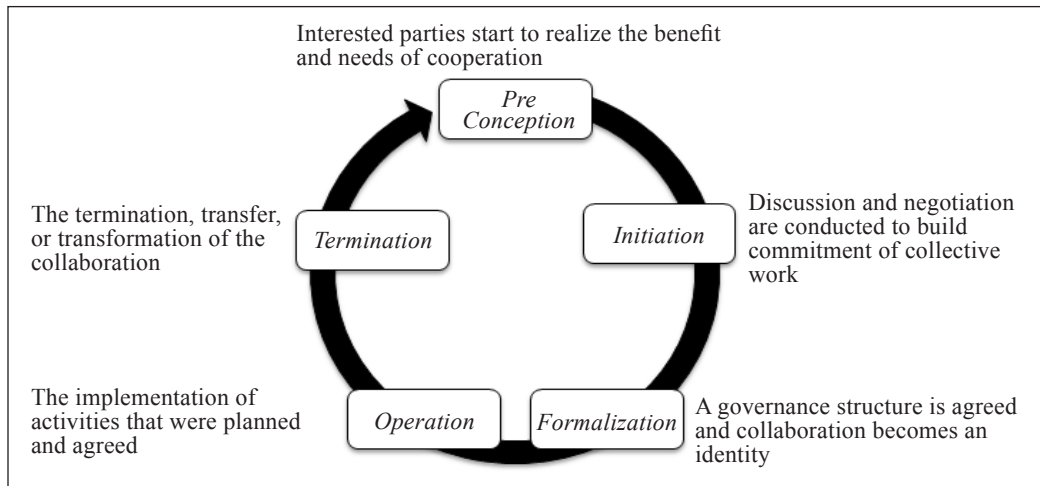 Interested parties start to realize the benefit
and needs of cooperation
Pre
Conception
Discussion and negotiation
are conducted to build
commitment of collective
work
Initiation
A governance structure is agreed
and collaboration becomes an
identity
Formalization
The implementation of
activities that were planned
and agreed
Operation
The termination, transfer,
or transformation of the
collaboration
Termination